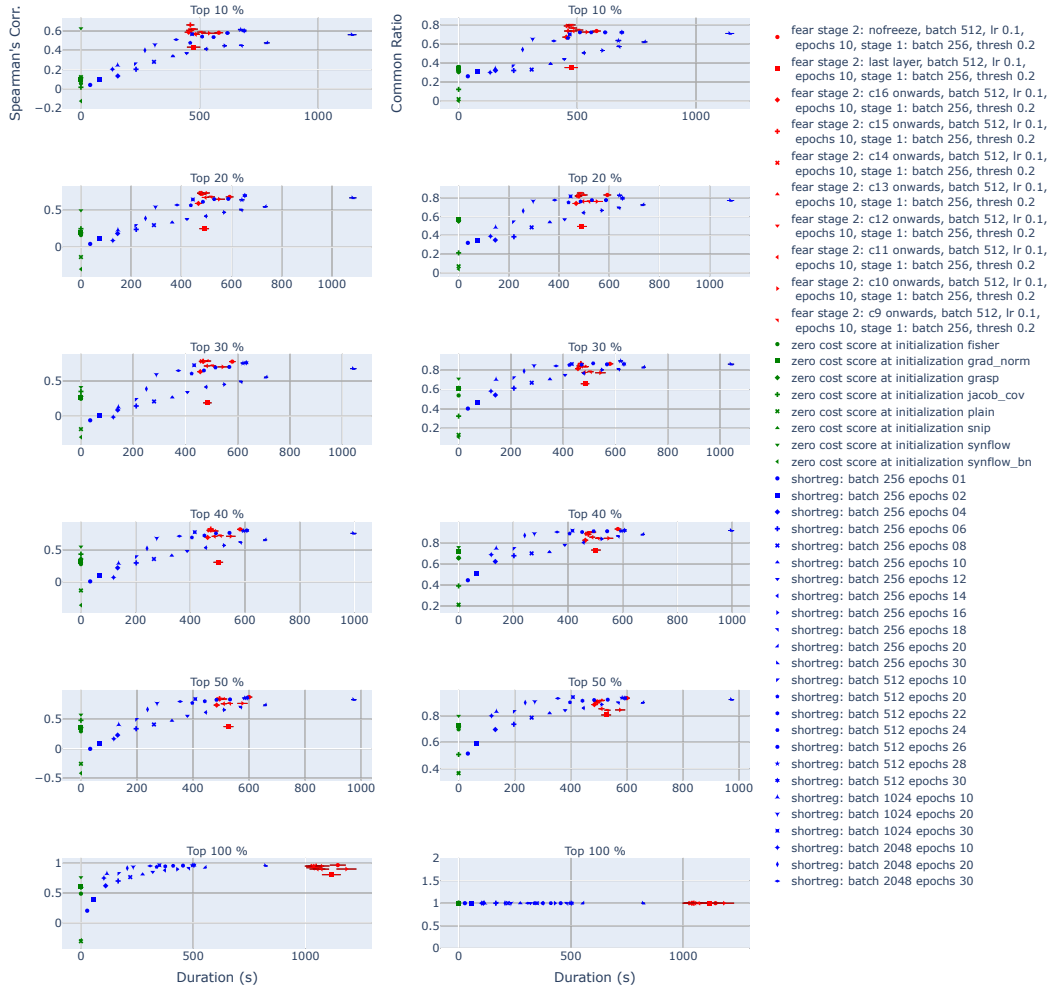 Top 10 %
Spearman's Corr.
0.6
0.4
0.2
0
−0.2
0
500
1000
Top 10 %
Common Ratio
0.8
0.6
0.4
0.2
0
0
500
1000
Top 20 %
0.5
0
0
200
400
600
800
1000
Top 20 %
0.8
0.6
0.4
0.2
0
0
200
400
600
800
1000
Top 30 %
0.5
0
0
200
400
600
800
1000
Top 30 %
0.8
0.6
0.4
0.2
0
200
400
600
800
1000
Top 40 %
0.5
0
0
200
400
600
800
1000
Top 40 %
0.8
0.6
0.4
0.2
0
200
400
600
800
1000
Top 50 %
0.5
0
−0.5
0
200
400
600
800
1000
Top 50 %
0.8
0.6
0.4
0
200
400
600
800
1000
Top 100 %
1
0.5
0
0
500
1000
Duration (s)
Top 100 %
2
1.5
1
0.5
0
0
500
1000
Duration (s)
fear stage 2: nofreeze, batch 512, lr 0.1,
epochs 10, stage 1: batch 256, thresh 0.2
fear stage 2: last layer, batch 512, lr 0.1,
epochs 10, stage 1: batch 256, thresh 0.2
fear stage 2: c16 onwards, batch 512, lr 0.1,
epochs 10, stage 1: batch 256, thresh 0.2
fear stage 2: c15 onwards, batch 512, lr 0.1,
epochs 10, stage 1: batch 256, thresh 0.2
fear stage 2: c14 onwards, batch 512, lr 0.1,
epochs 10, stage 1: batch 256, thresh 0.2
fear stage 2: c13 onwards, batch 512, lr 0.1,
epochs 10, stage 1: batch 256, thresh 0.2
fear stage 2: c12 onwards, batch 512, lr 0.1,
epochs 10, stage 1: batch 256, thresh 0.2
fear stage 2: c11 onwards, batch 512, lr 0.1,
epochs 10, stage 1: batch 256, thresh 0.2
fear stage 2: c10 onwards, batch 512, lr 0.1,
epochs 10, stage 1: batch 256, thresh 0.2
fear stage 2: c9 onwards, batch 512, lr 0.1,
epochs 10, stage 1: batch 256, thresh 0.2
zero cost score at initialization fisher
zero cost score at initialization grad_norm
zero cost score at initialization grasp
zero cost score at initialization jacob_cov
zero cost score at initialization plain
zero cost score at initialization snip
zero cost score at initialization synflow
zero cost score at initialization synflow_bn
shortreg: batch 256 epochs 01
shortreg: batch 256 epochs 02
shortreg: batch 256 epochs 04
shortreg: batch 256 epochs 06
shortreg: batch 256 epochs 08
shortreg: batch 256 epochs 10
shortreg: batch 256 epochs 12
shortreg: batch 256 epochs 14
shortreg: batch 256 epochs 16
shortreg: batch 256 epochs 18
shortreg: batch 256 epochs 20
shortreg: batch 256 epochs 30
shortreg: batch 512 epochs 10
shortreg: batch 512 epochs 20
shortreg: batch 512 epochs 22
shortreg: batch 512 epochs 24
shortreg: batch 512 epochs 26
shortreg: batch 512 epochs 28
shortreg: batch 512 epochs 30
shortreg: batch 1024 epochs 10
shortreg: batch 1024 epochs 20
shortreg: batch 1024 epochs 30
shortreg: batch 2048 epochs 10
shortreg: batch 2048 epochs 20
shortreg: batch 2048 epochs 30